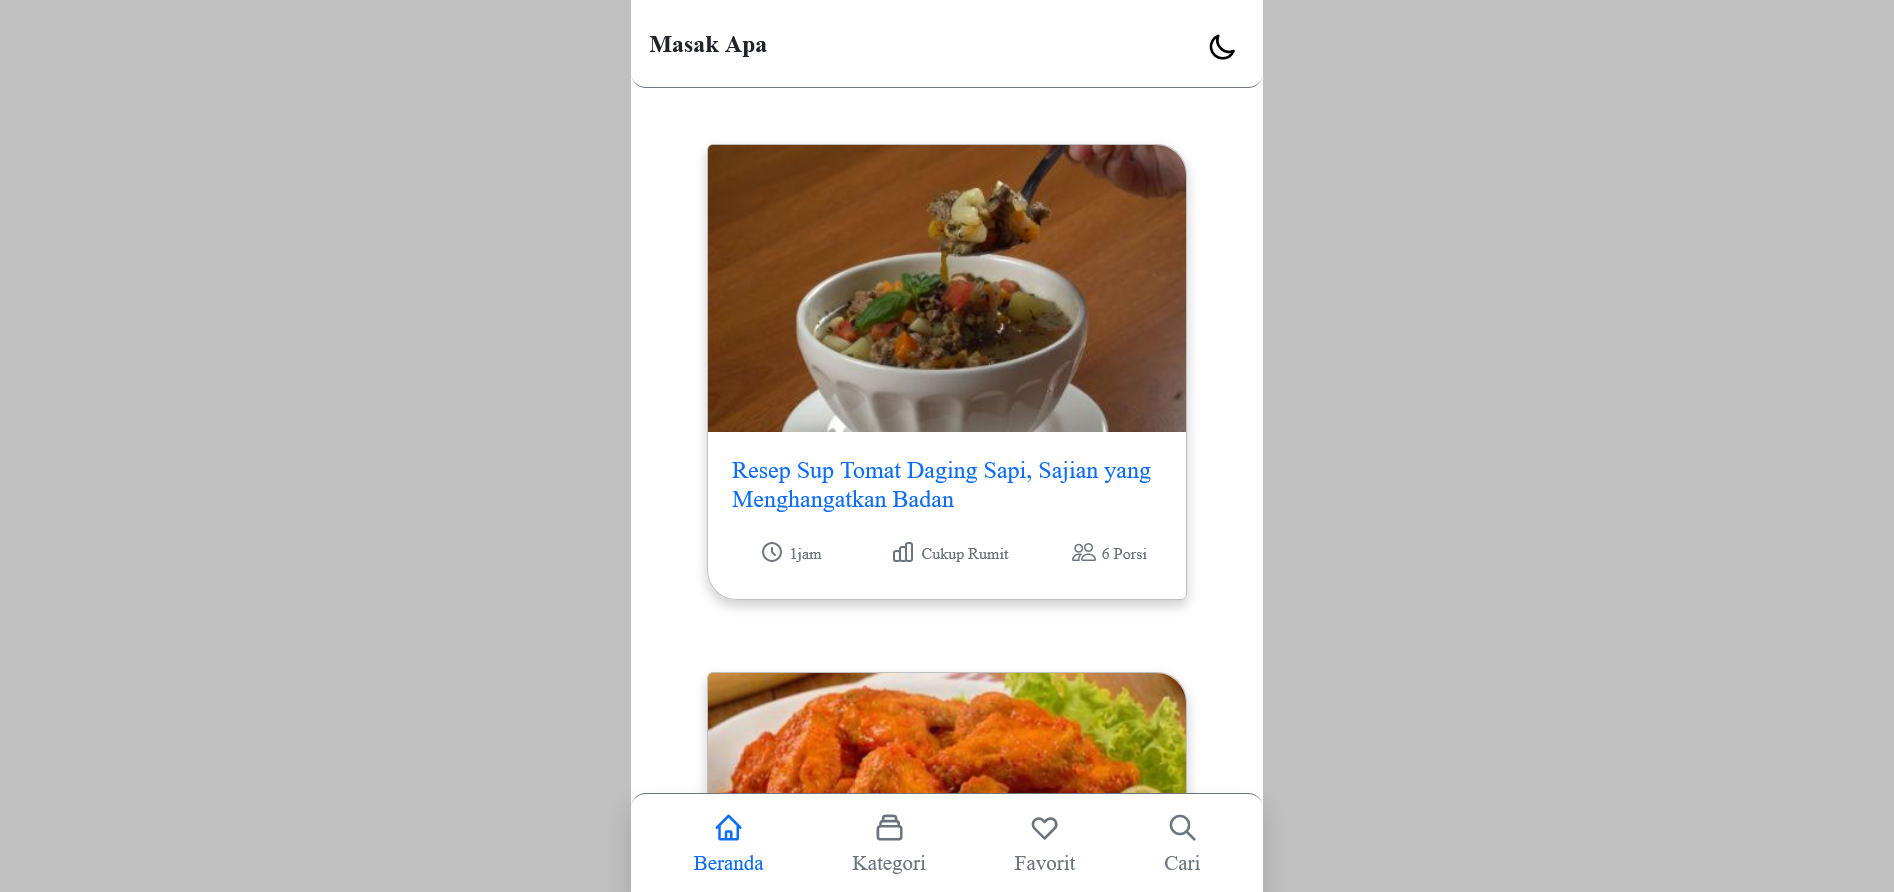 Masak Apa
Resep Sup Tomat Daging Sapi, Sajian yang
Menghangatkan Badan
1jam Cukup Rumit 6 Porsi
Beranda Kategori Favorit Cari